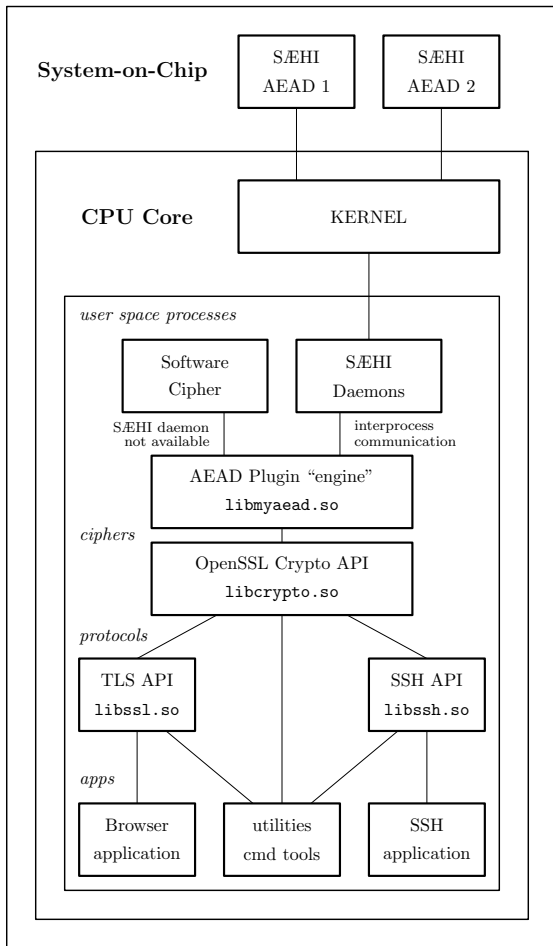 System-on-Chip
SÆHI
AEAD 1
SÆHI
AEAD 2
CPU Core
KERNEL
user space processes
Software
Cipher
SÆHI
Daemons
SÆHI daemon
not available
interprocess
communication
AEAD Plugin “engine”
libmyaead.so
ciphers
OpenSSL Crypto API
libcrypto.so
protocols
TLS API
libssl.so
SSH API
libssh.so
apps
Browser
application
utilities
cmd tools
SSH
application